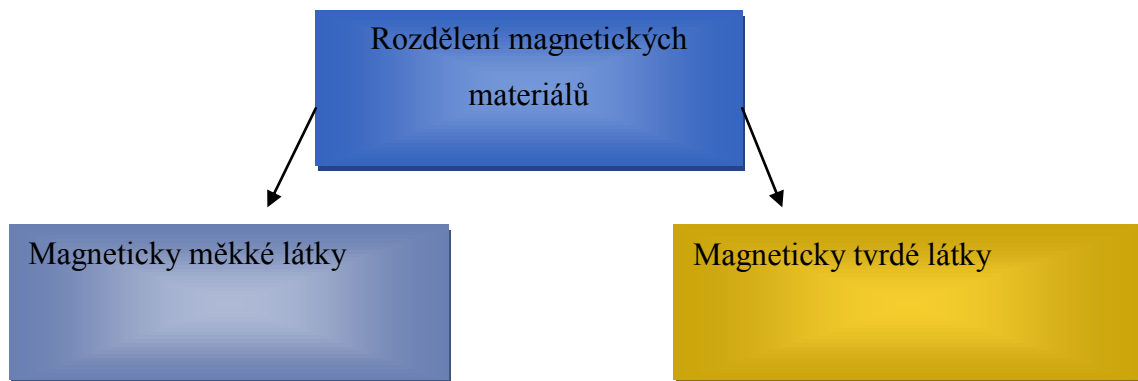 Rozdělení magnetických
materiálů
Magneticky měkké látky
Magneticky tvrdé látky